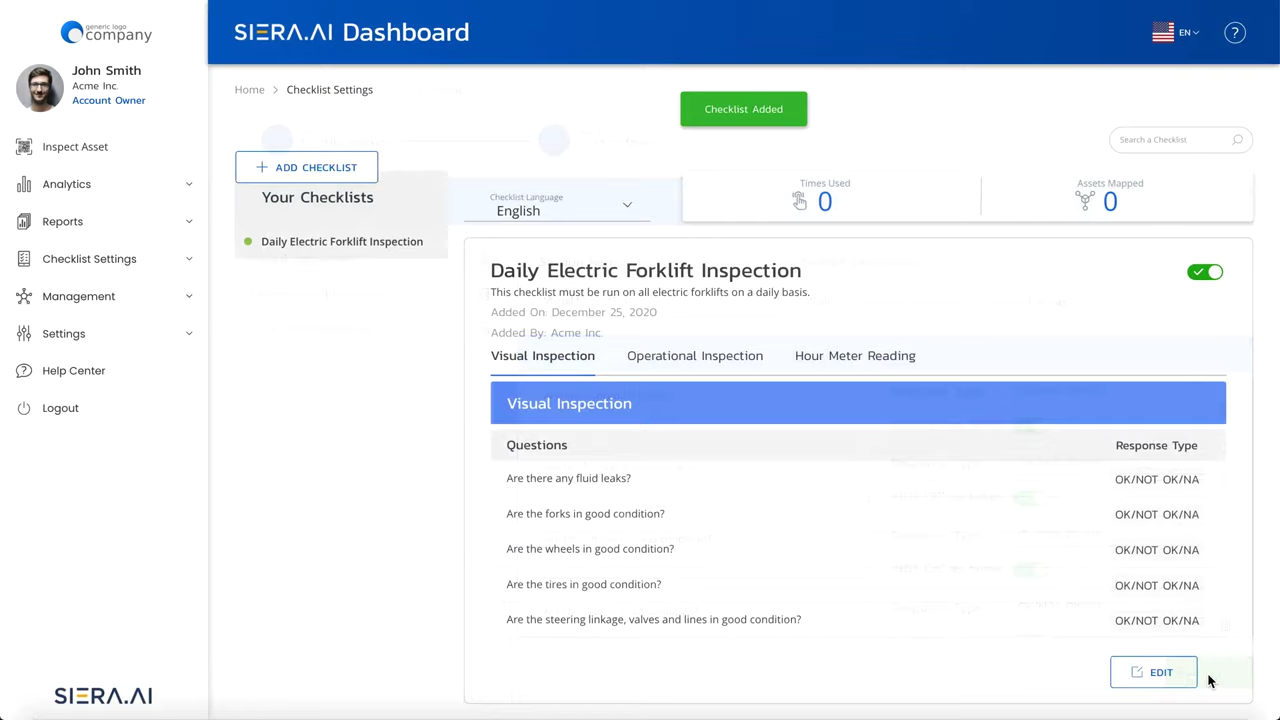 generic logo
company
John Smith
Acme Inc.
Account Owner
Inspect Asset
Analytics
Reports
Checklist Settings
Management
Settings
Help Center
Logout
SIERA.AI
SIERA.AI Dashboard
EN
?
Home > Checklist Settings
Checklist Added
Search a Checklist
+ ADD CHECKLIST
Your Checklists
Daily Electric Forklift Inspection
Checklist Language
English
Times Used
0
Assets Mapped
0
Daily Electric Forklift Inspection
This checklist must be run on all electric forklifts on a daily basis.
Added On: December 25, 2020
Added By: Acme Inc.
Visual Inspection Operational Inspection Hour Meter Reading
Visual Inspection
Questions Response Type
Are there any fluid leaks? OK/NOT OK/NA
Are the forks in good condition? OK/NOT OK/NA
Are the wheels in good condition? OK/NOT OK/NA
Are the tires in good condition? OK/NOT OK/NA
Are the steering linkage, valves and lines in good condition? OK/NOT OK/NA
EDIT